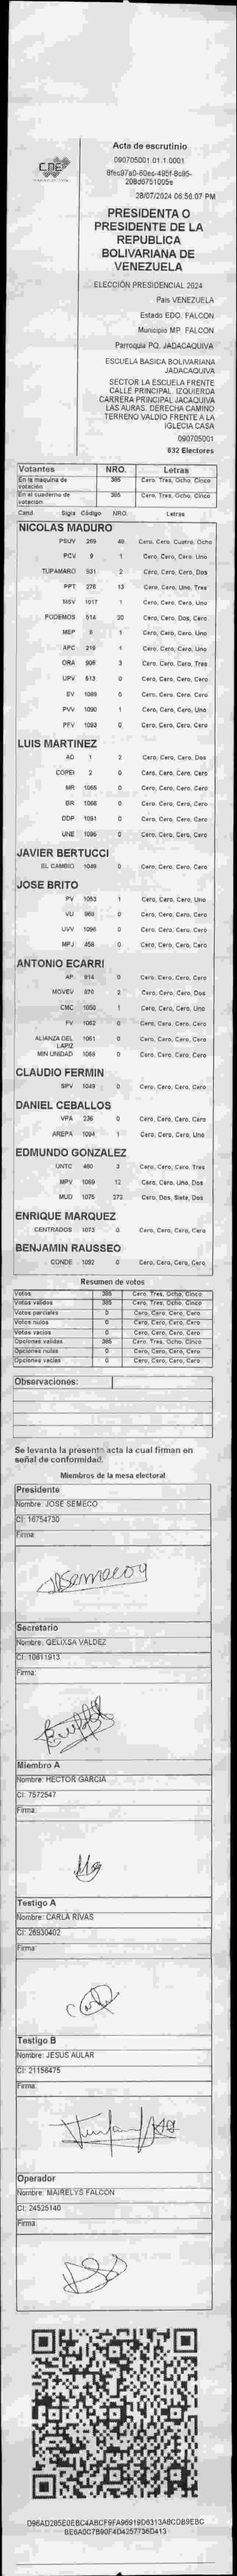 CNE
Acta de escrutinio
090705001.01.1.0001
28/07/2024 06:56:07 PM
PRESIDENTA O
PRESIDENTE DE LA
REPUBLICA
BOLIVARIANA DE
VENEZUELA
ELECCIÓN PRESIDENCIAL 2024
Pais VENEZUELA
Estado EDO. FALCON
Municipio MP. FALCON
Parroquia PQ. JADACAQUIVA
ESCUELA BASICA BOLIVARIANA
JADACAQUIVA
SECTOR LA ESCUELA FRENTE
CALLE PRINCIPAL. IZQUIERDA
CARRERA PRINCIPAL JACAQUIVA
LAS AURAS. DERECHA CAMINO
TERRENO VALDIO FRENTE A LA
IGLECIA CASA
090705001
632 Electores
Votantes NRO. Letras
En la maquina de votación 385 Cero, Tres, Ocho, Cinco
En el cuaderno de votacion 385 Cero, Tres, Ocho, Cinco
Cand. Sigla Código NRO. Letras
NICOLAS MADURO
PSUV 269 48 Cero, Cero, Cuatro, Ocho
PCV 9 1 Cero, Cero, Cero, Uno
TUPAMARO 931 2 Cero, Cero, Cero, Dos
PPT 276 13 Cero, Cero, Uno, Tres
MSV 1017 1 Cero, Cero, Cero, Uno
PODEMOS 514 20 Cero, Cero, Dos, Cero
MEP 8 1 Cero, Cero, Cero, Uno
APC 219 1 Cero, Cero, Cero, Uno
ORA 906 3 Cero, Cero, Cero, Tres
UPV 613 0 Cero, Cero, Cero, Cero
EV 1089 0 Cero, Cero, Cero, Cero
PVV 1090 1 Cero, Cero, Cero, Uno
PFV 1093 0 Cero, Cero, Cero, Cero
LUIS MARTINEZ
AD 1 2 Cero, Cero, Cero, Dos
COPEI 2 0 Cero, Cero, Cero, Cero
MR 1065 0 Cero, Cero, Cero, Cero
BR 1066 0 Cero, Cero, Cero, Cero
DDP 1091 0 Cero, Cero, Cero, Cero
UNE 1096 0 Cero, Cero, Cero, Cero
JAVIER BERTUCCI
EL CAMBIO 1049 0 Cero, Cero, Cero, Cero
JOSE BRITO
PV 1053 1 Cero, Cero, Cero, Uno
VU 960 0 Cero, Cero, Cero, Cero
UVV 0 Cero, Cero, Cero, Cero
MPJ 458 0 Cero, Cero, Cero, Cero
ANTONIO ECARRI
AP 914 0 Cero, Cero, Cero, Cero
MOVEV 970 2 Cero, Cero, Cero, Dos
CMC 1050 1 Cero, Cero, Cero, Uno
FV 1062 0 Cero, Cero, Cero, Cero
ALIANZA DEL LAPIZ 1061 0 Cero, Cero, Cero, Cero
MIN UNIDAD 1069 0 Cero, Cero, Cero, Cero
CLAUDIO FERMIN
SPV 1043 0 Cero, Cero, Cero, Cero
DANIEL CEBALLOS
VPA 236 0 Cero, Cero, Cero, Cero
AREPA 1094 1 Cero, Cero, Cero, Uno
EDMUNDO GONZALEZ
UNTC 460 3 Cero, Cero, Cero, Tres
MPV 1059 12 Cero, Cero, Uno, Dos
MUD 1076 272 Cero, Dos, Siete, Dos
ENRIQUE MARQUEZ
CENTRADOS 1072 0 Cero, Cero, Cero, Cero
BENJAMIN RAUSSEO
CONDE 1092 0 Cero, Cero, Cero, Cero
Resumen de votos
Votos 385 Cero, Tres, Ocho, Cinco
Votos validos 385 Cero, Tres, Ocho, Cinco
Votos parciales 0 Cero, Cero, Cero, Cero
Votos nulos 0 Cero, Cero, Cero, Cero
Votos vacios 0 Cero, Cero, Cero, Cero
Opciones validas 385 Cero, Tres, Ocho, Cinco
Opciones nulas 0 Cero, Cero, Cero, Cero
Opciones vacias 0 Cero, Cero, Cero, Cero
Observaciones:
Se levanta la presente acta la cual firman en
señal de conformidad.
Miembros de la mesa electoral
Presidente
Nombre: JOSE SEMECO
CI: 16754730
Firma:
Secretario
Nombre: QELIXSA VALDEZ
CI: 10611913
Firma:
Miembro A
Nombre: HECTOR GARCIA
CI: 7572547
Firma:
Testigo A
Nombre: CARLA RIVAS
CI: 26930402
Firma:
Testigo B
Nombre: JESUS AULAR
CI: 21156475
Firma:
Operador
Nombre: MAIRELYS FALCON
CI: 24525140
Firma:
D96AD285E0EBC4ABCF9FA96919D6313A8CDB9EBC
BE6A0C7B90F4D4257736D413